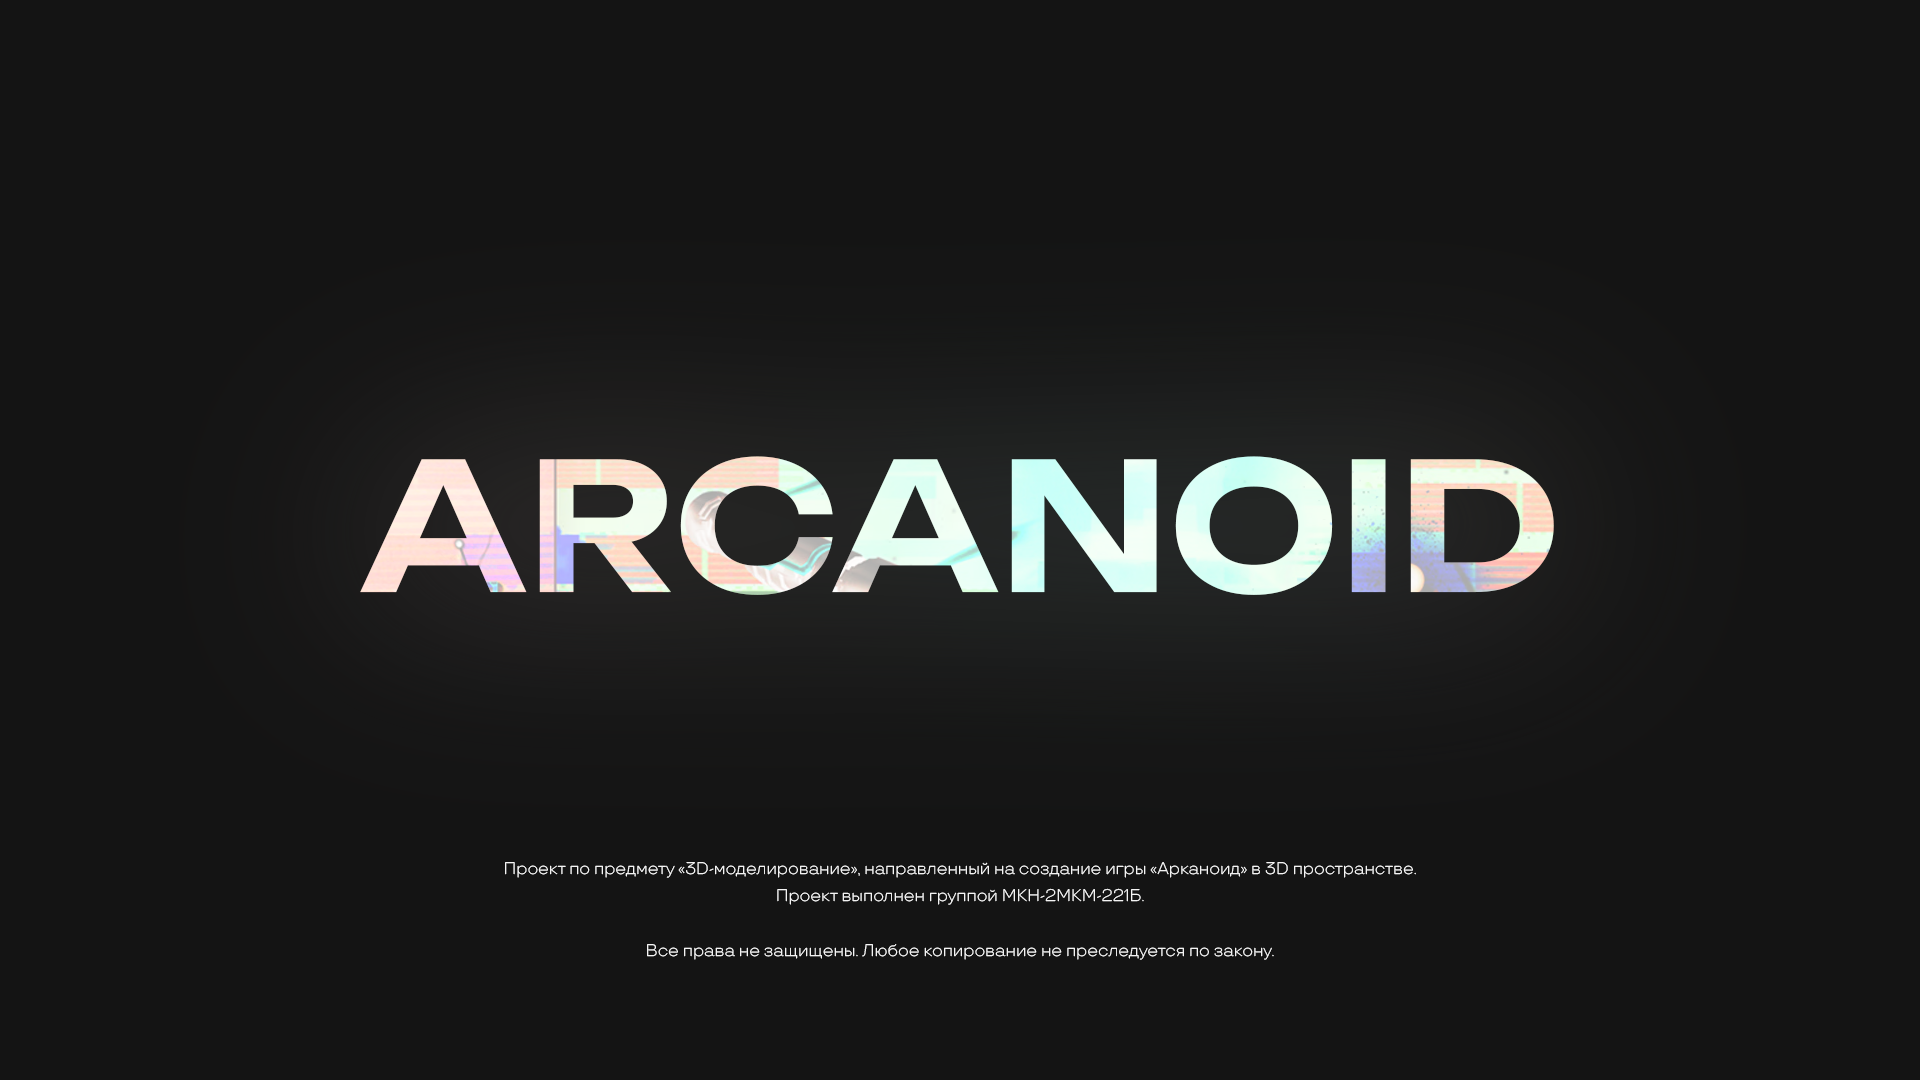 ARCANOID
Проект по предмету «3D-моделирование», направленный на создание игры «Арканоид» в 3D пространстве.
Проект выполнен группой МКН-2МКМ-221Б.
Все права не защищены. Любое копирование не преследуется по закону.